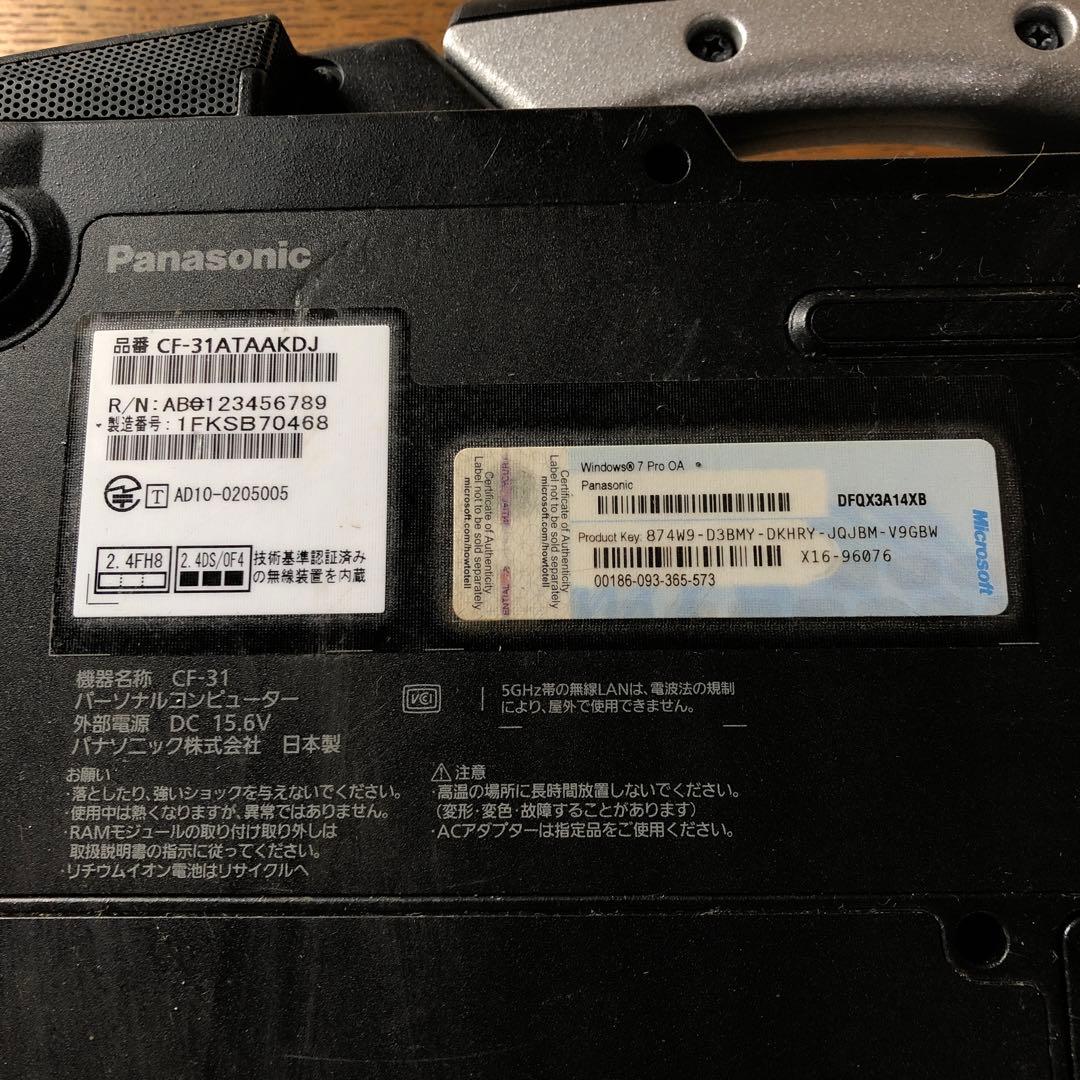 Panasonic
品番 CF-31ATAAKDJ
R/N:AB0123456789
製造番号: 1FKSB70468
T AD10-0205005
2.4FH8
2.4DS/OF4
技術基準認証済み
の無線装置を内蔵
Certificate of Authenticity
Label not to be sold separately
microsoft.com/howtotell
Certificate of Authenticity
Label not to be sold separately
microsoft.com/howtotell
Windows® 7 Pro OA
Panasonic
DFQX3A14XB
Product Key: 874W9-D3BMY-DKHRY-JQJBM-V9GBW
X16-96076
00186-093-365-573
Microsoft
機器名称 CF-31
パーソナルコンピューター
外部電源 DC 15.6V
パナソニック株式会社 日本製
VCI
5GHz帯の無線LANは、電波法の規制
により、屋外で使用できません。
お願い
・落としたり、強いショックを与えないでください。
・使用中は熱くなりますが、異常ではありません。
・RAMモジュールの取り付け取り外しは
取扱説明書の指示に従ってください。
・リチウムイオン電池はリサイクルへ
⚠注意
・高温の場所に長時間放置しないでください。
（変形・変色・故障することがあります）
・ACアダプターは指定品をご使用ください。